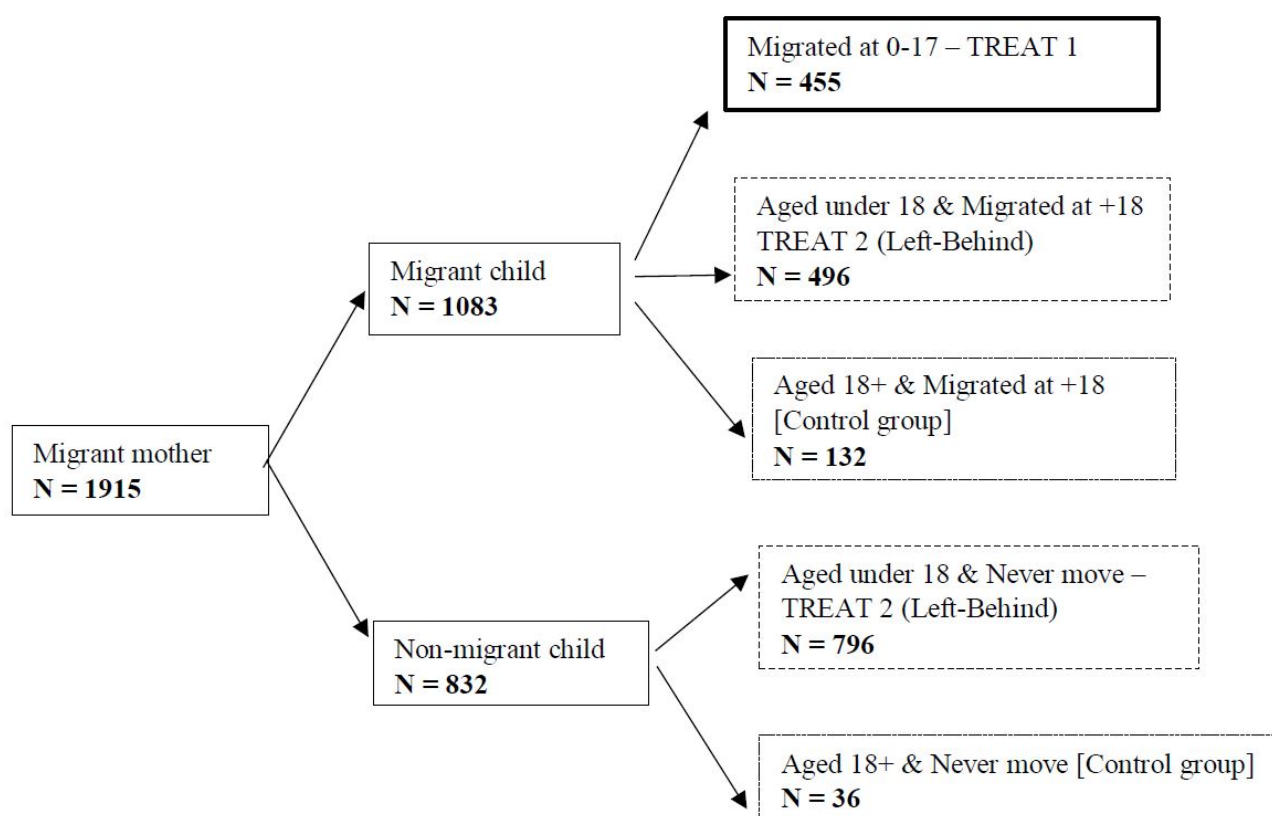 Migrated at 0-17 – TREAT 1
N = 455
Aged under 18 & Migrated at +18
TREAT 2 (Left-Behind)
N = 496
Migrant child
N = 1083
Aged 18+ & Migrated at +18
[Control group]
N = 132
Migrant mother
N = 1915
Aged under 18 & Never move –
TREAT 2 (Left-Behind)
N = 796
Non-migrant child
N = 832
Aged 18+ & Never move [Control group]
N = 36